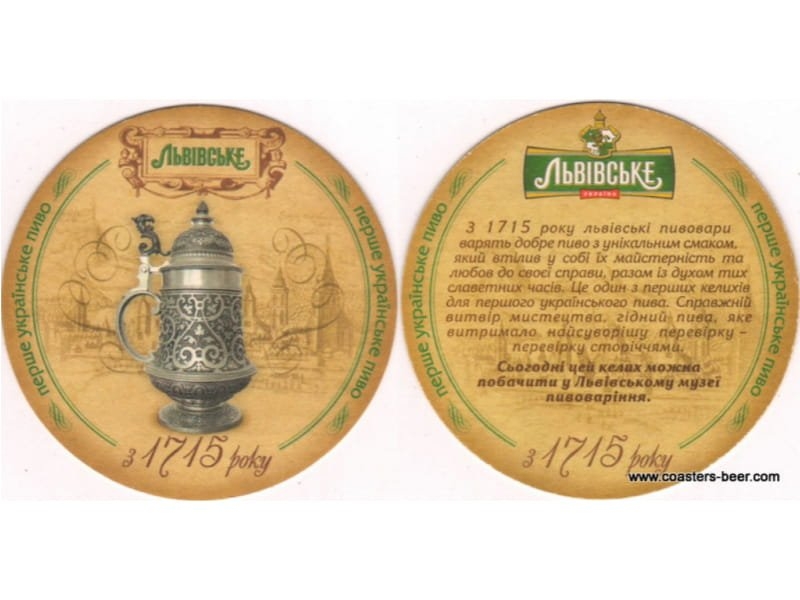 ЛЬВІВСЬКЕ
перше українське пиво
перше українське пиво
з 1715 року
ЛЬВІВСЬКЕ
УКРАЇНА
перше українське пиво
перше українське пиво
З 1715 року львівські пивовари
варять добре пиво з унікальним смаком,
який втілив у собі їх майстерність та
любов до своєї справи, разом із духом тих
славетних часів. Це один з перших келихів
для першого українського пива. Справжній
витвір мистецтва, гідний пива, яке
витримало найсуворішу перевірку –
перевірку сторіччями.
Сьогодні цей келих можна
побачити у Львівському музеї
пивоваріння.
з 1715 року
www.coasters-beer.com